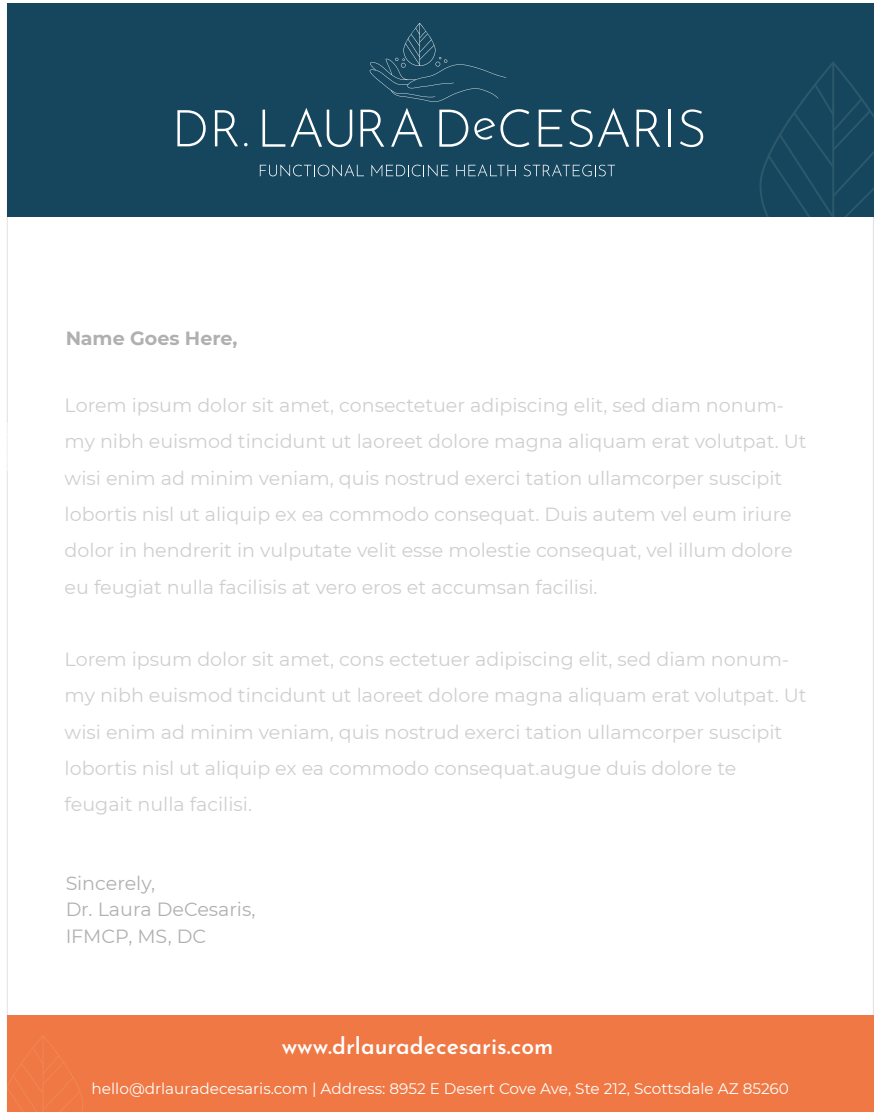 DR. LAURA DeCESARIS
FUNCTIONAL MEDICINE HEALTH STRATEGIST
Name Goes Here,
Lorem ipsum dolor sit amet, consectetuer adipiscing elit, sed diam nonum-
my nibh euismod tincidunt ut laoreet dolore magna aliquam erat volutpat. Ut
wisi enim ad minim veniam, quis nostrud exerci tation ullamcorper suscipit
lobortis nisl ut aliquip ex ea commodo consequat. Duis autem vel eum iriure
dolor in hendrerit in vulputate velit esse molestie consequat, vel illum dolore
eu feugiat nulla facilisis at vero eros et accumsan facilisi.
Lorem ipsum dolor sit amet, cons ectetuer adipiscing elit, sed diam nonum-
my nibh euismod tincidunt ut laoreet dolore magna aliquam erat volutpat. Ut
wisi enim ad minim veniam, quis nostrud exerci tation ullamcorper suscipit
lobortis nisl ut aliquip ex ea commodo consequat.augue duis dolore te
feugait nulla facilisi.
Sincerely,
Dr. Laura DeCesaris,
IFMCP, MS, DC
www.drlauradecesaris.com
hello@drlauradecesaris.com | Address: 8952 E Desert Cove Ave, Ste 212, Scottsdale AZ 85260